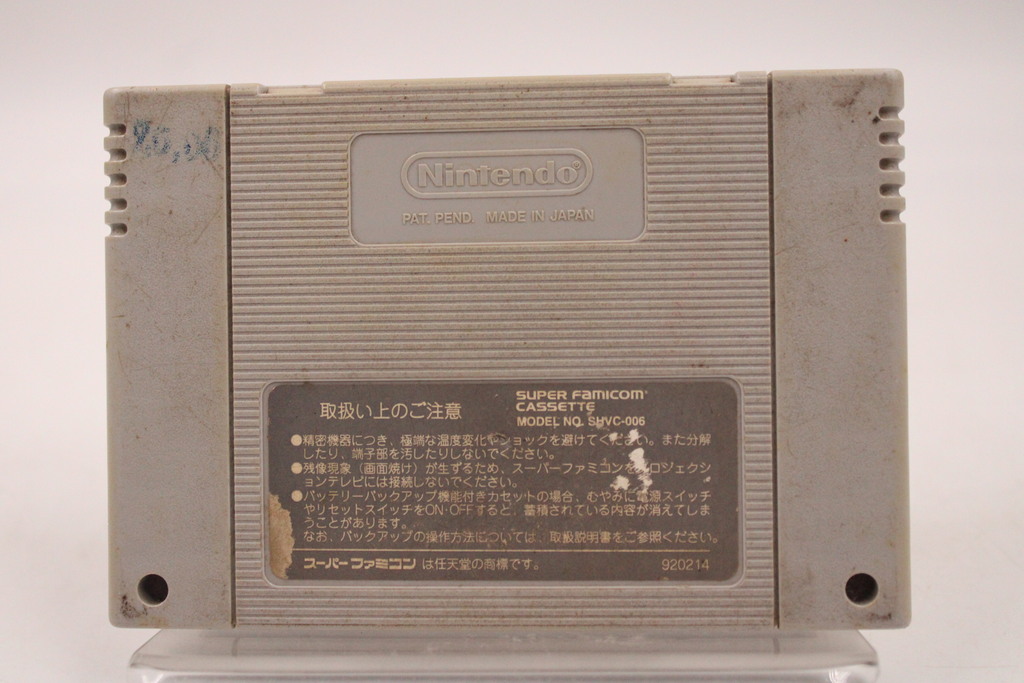 Nintendo®
PAT. PEND. MADE IN JAPAN
取扱い上のご注意
SUPER FAMICOM
CASSETTE
MODEL NO. SHVC-006
●精密機器につき、極端な温度変化やショックを避けてください。また分解
したり、端子部を汚したりしないでください。
●残像現象（画面焼け）が生ずるため、スーパーファミコンをプロジェクシ
ョンテレビには接続しないでください。
●バッテリーバックアップ機能付きカセットの場合、むやみに電源スイッチ
やリセットスイッチをON・OFFすると、蓄積されている内容が消えてしま
うことがあります。
なお、バックアップの操作方法については、取扱説明書をご参照ください。
スーパーファミコン は任天堂の商標です。
920214